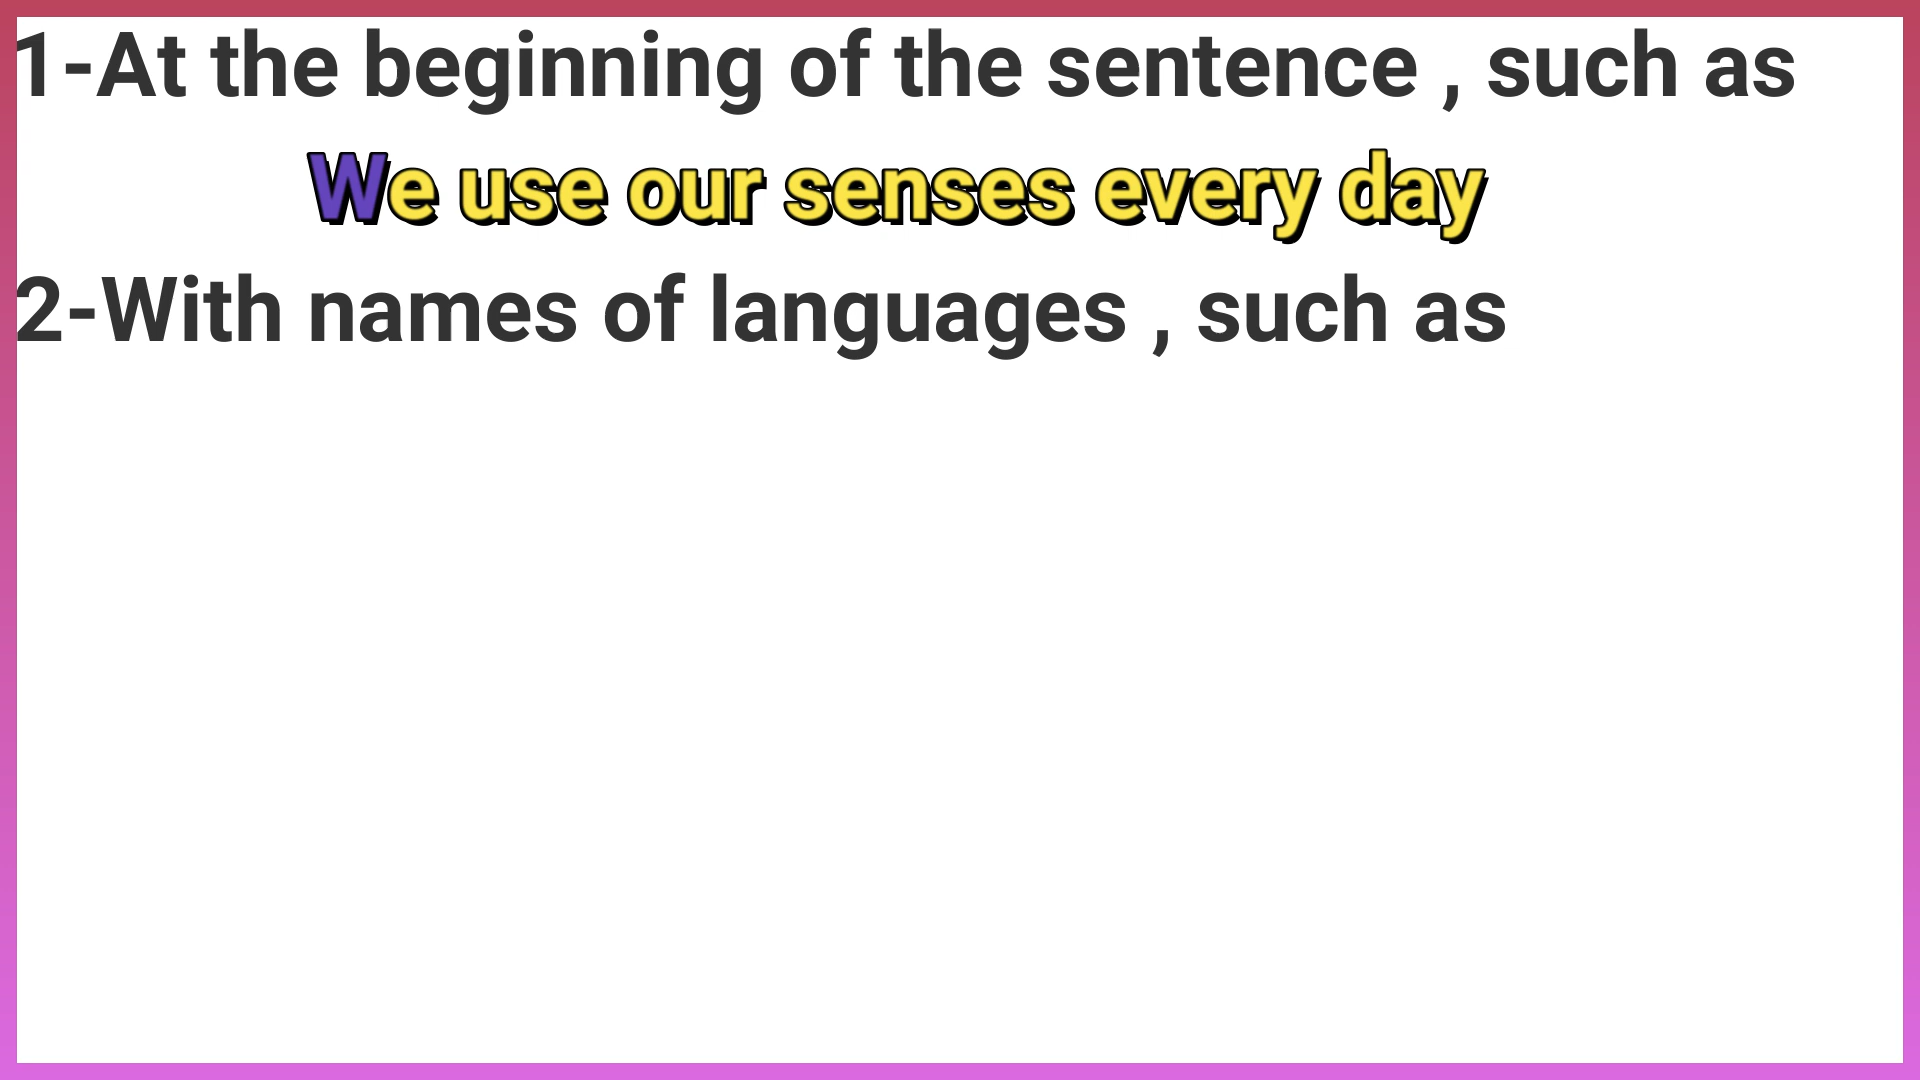 1-At the beginning of the sentence , such as
We use our senses every day
2-With names of languages , such as